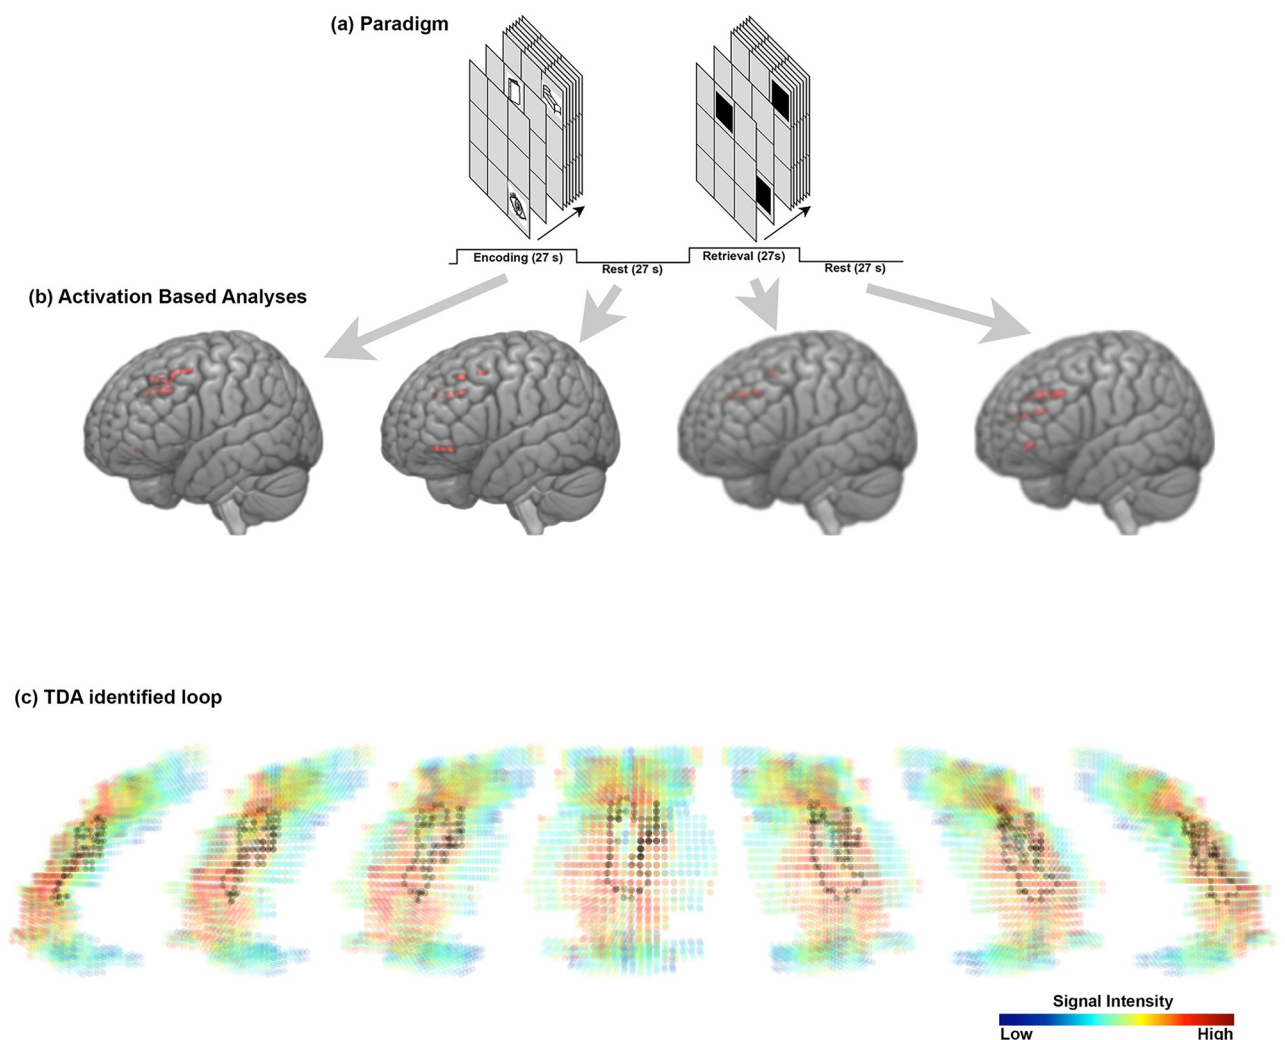 (a) Paradigm
Encoding (27 s)
Rest (27 s)
Retrieval (27s)
Rest (27 s)
(b) Activation Based Analyses
(c) TDA identified loop
Signal Intensity
Low
High